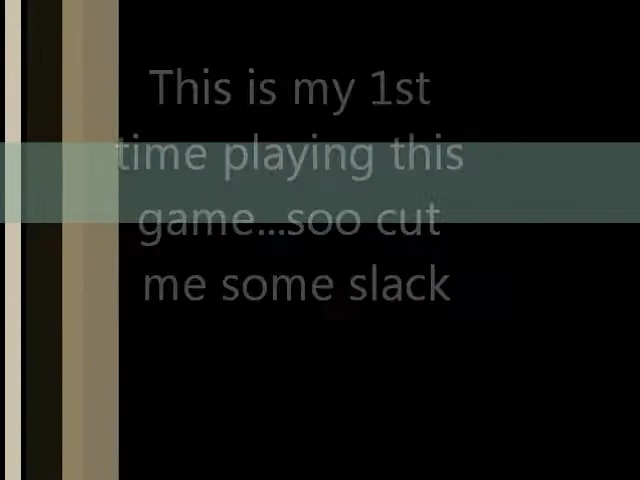 This is my 1st
time playing this
game...soo cut
me some slack